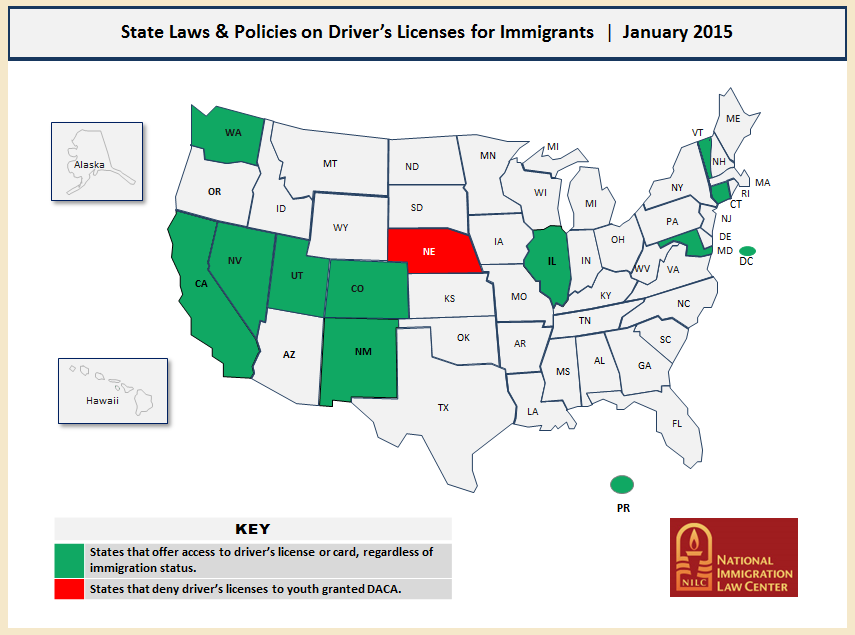 State Laws & Policies on Driver's Licenses for Immigrants | January 2015
ME
WA
VT
MT
ND
MN
MI
NH
Alaska
OR
ID
SD
WI
MI
NY
MA
RI
CT
WY
PA
NJ
NV
NE
IA
OH
DE
MD
DC
CA
UT
CO
IL
IN
WV
VA
KS
MO
KY
NC
AZ
NM
OK
AR
TN
SC
MS
AL
GA
Hawaii
TX
LA
FL
PR
KEY
States that offer access to driver's license or card, regardless of
immigration status.
States that deny driver's licenses to youth granted DACA.
NILC
NATIONAL
IMMIGRATION
LAW CENTER